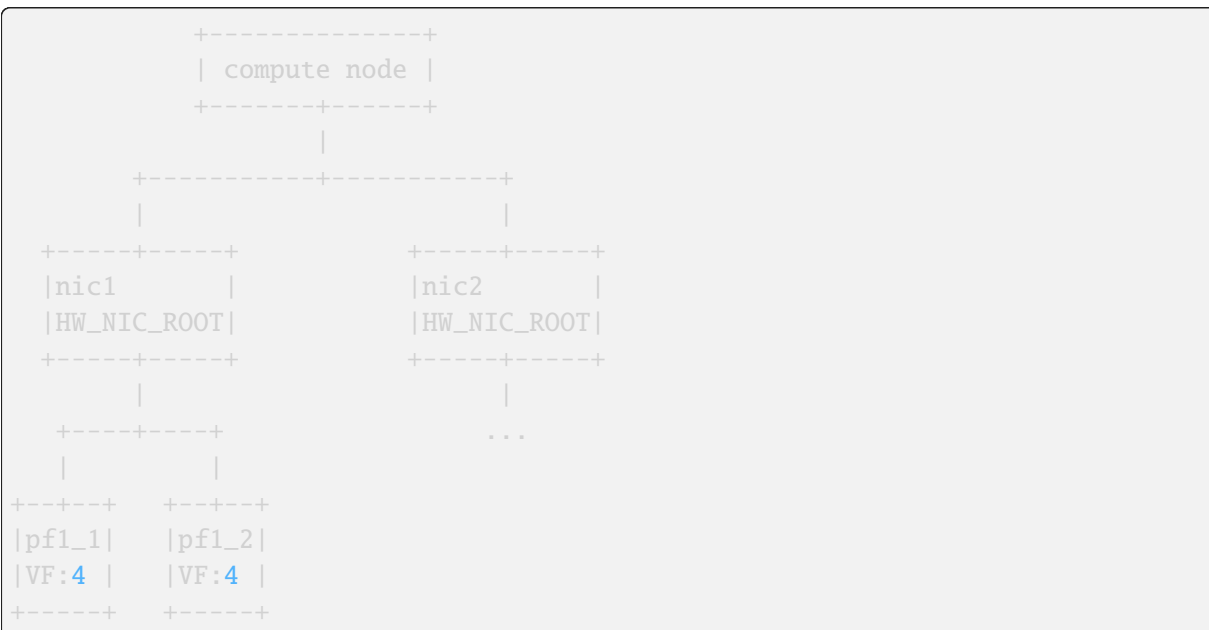 +--------------+
| compute node |
+-------+------+
|
+-----------+-----------+
| |
+-----+-----+ +-----+-----+
|nic1 | |nic2 |
|HW_NIC_ROOT| |HW_NIC_ROOT|
+-----+-----+ +-----+-----+
| |
+----+----+ ...
| |
+--+--+ +--+--+
|pf1_1| |pf1_2|
|VF:4 | |VF:4 |
+------+ +------+